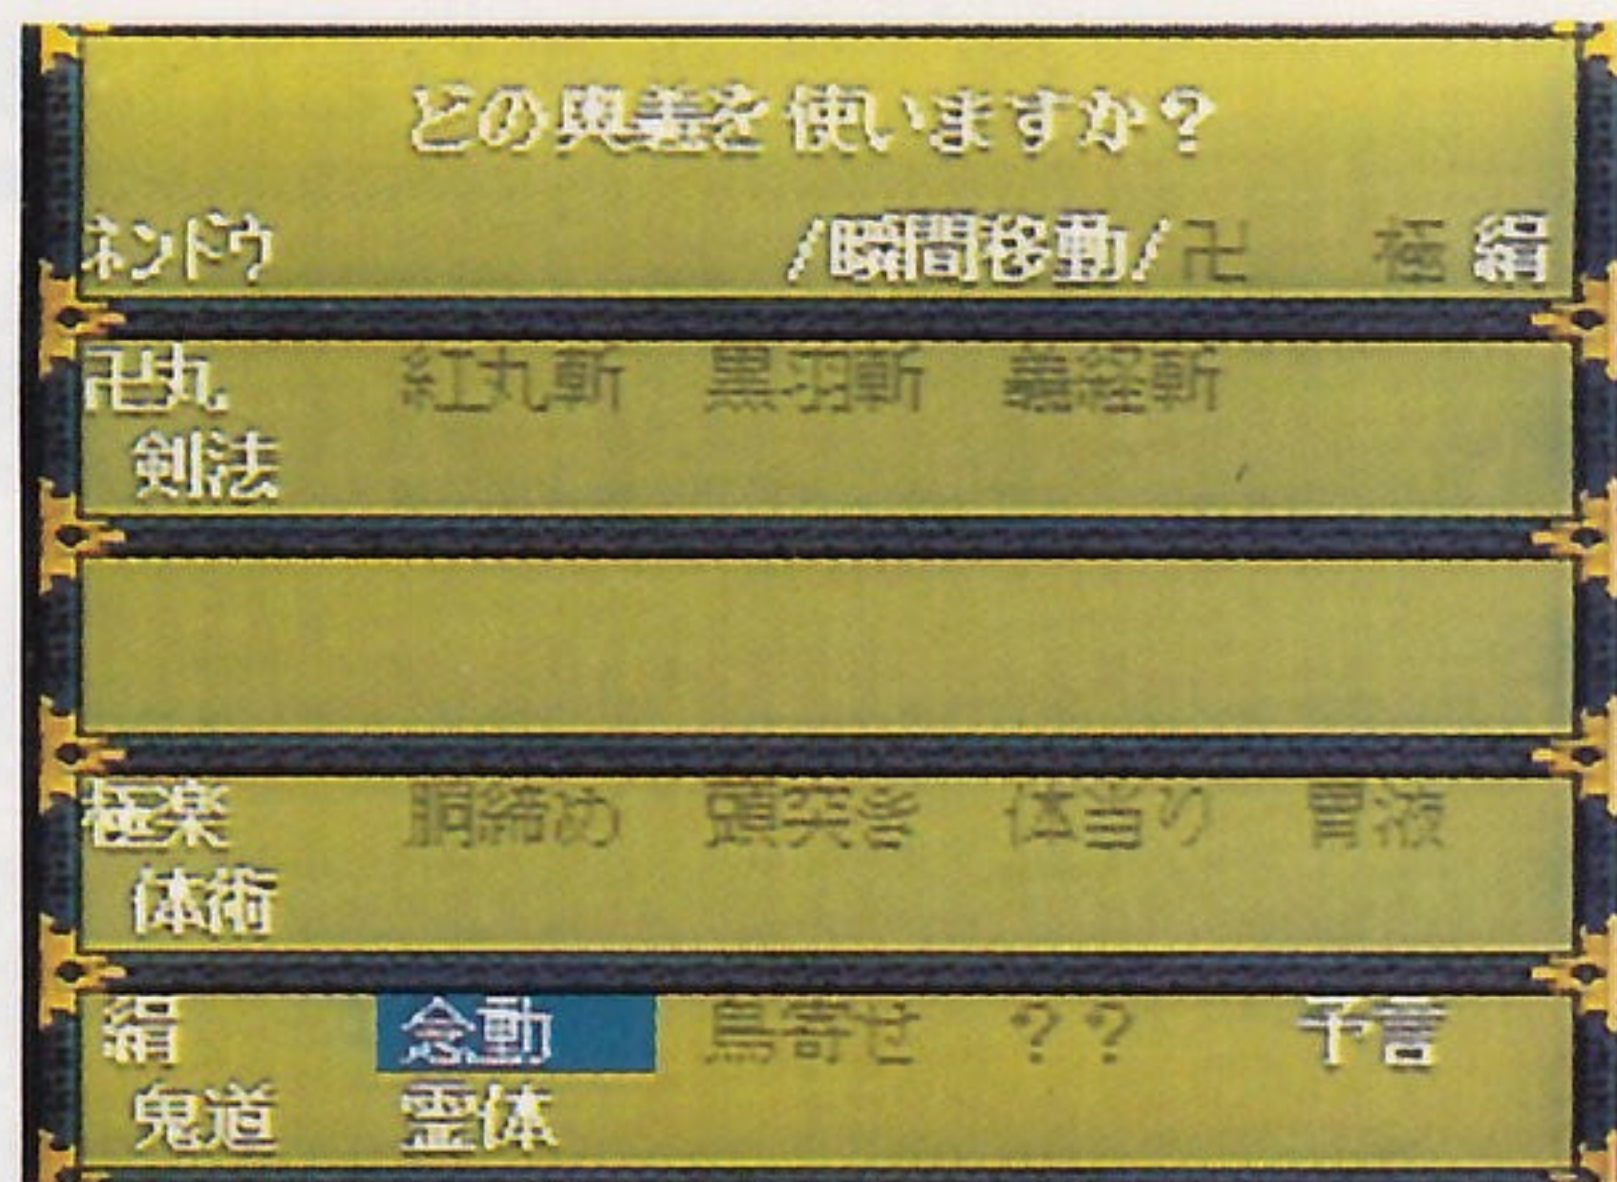 どの奥義を使いますか?
ネンドウ /瞬間移動/ 卍 極 絹
卍丸 紅丸斬 黒羽斬 義経斬
剣法
極楽 胴締め 頭突き 体当り 胃液
体術
絹 念動 鳥寄せ ?? 予言
鬼道 霊体